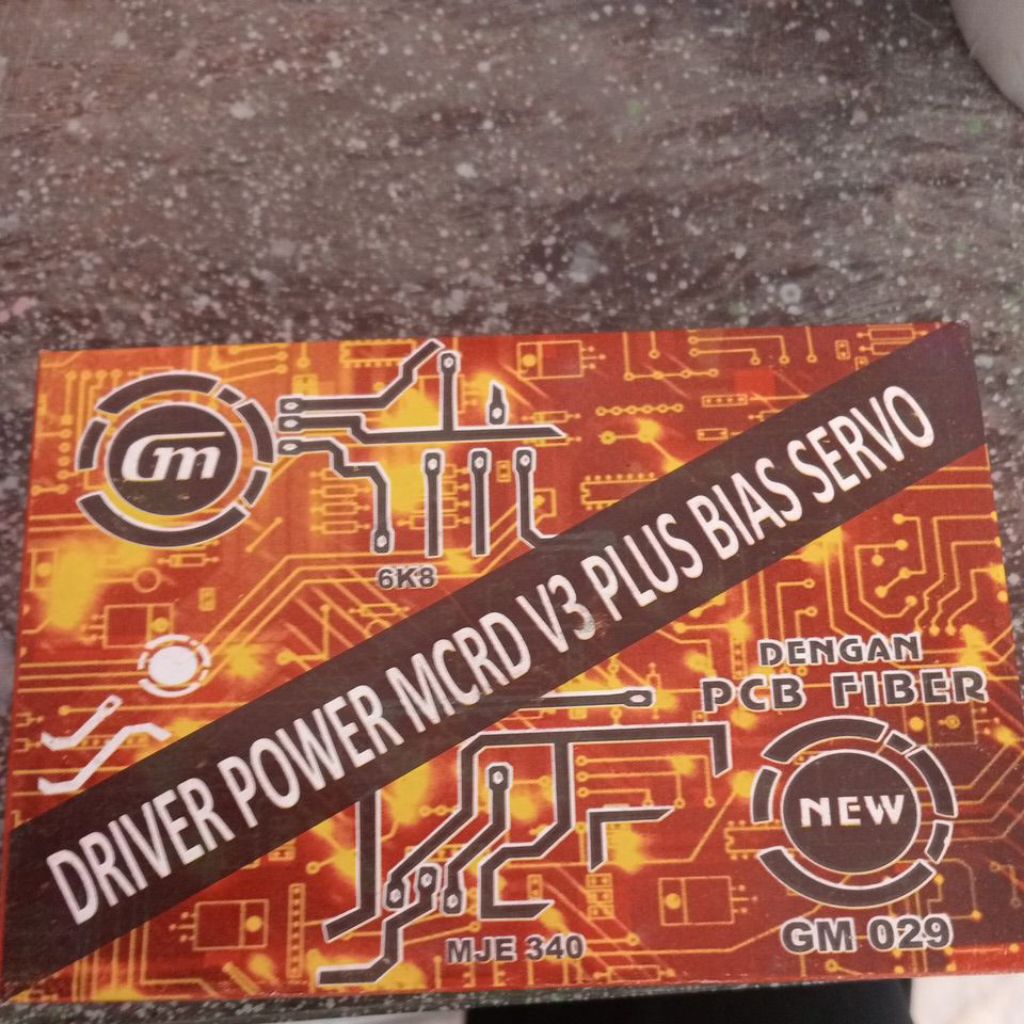 Gm
6K8
DRIVER POWER MCRD V3 PLUS BIAS SERVO
DENGAN
PCB FIBER
NEW
MJE 340
GM 029